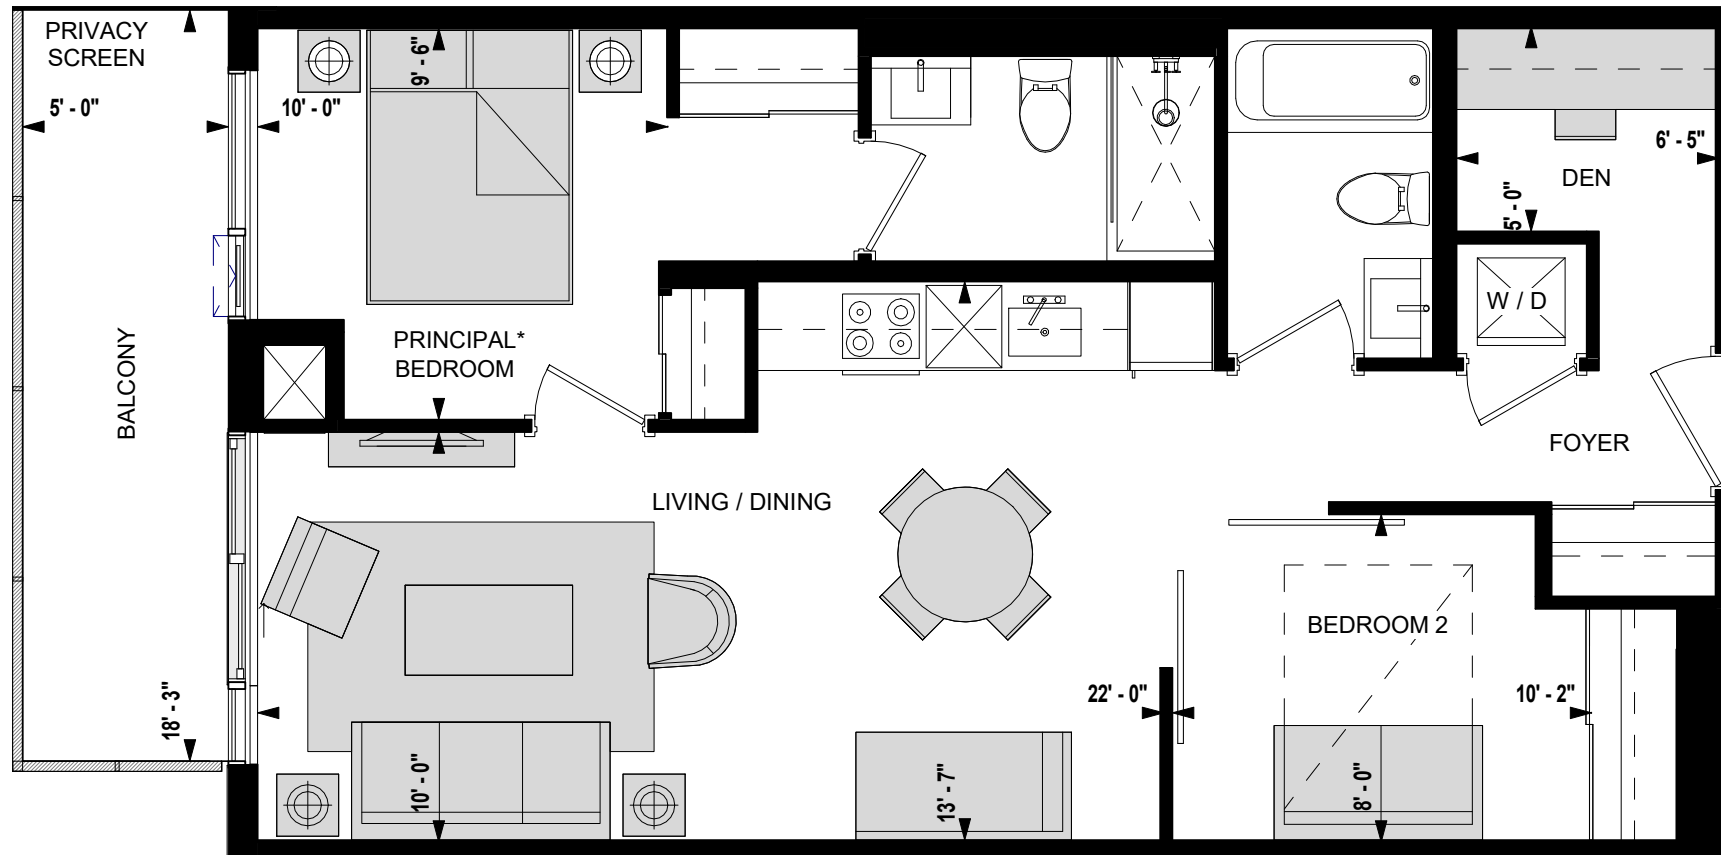 PRIVACY
SCREEN
5' - 0"
10' - 0"
9' - 6"
6' - 5"
DEN
5' - 0"
W / D
PRINCIPAL*
BEDROOM
BALCONY
FOYER
LIVING / DINING
BEDROOM 2
18' - 3"
22' - 0"
10' - 2"
10' - 0"
13' - 7"
8' - 0"